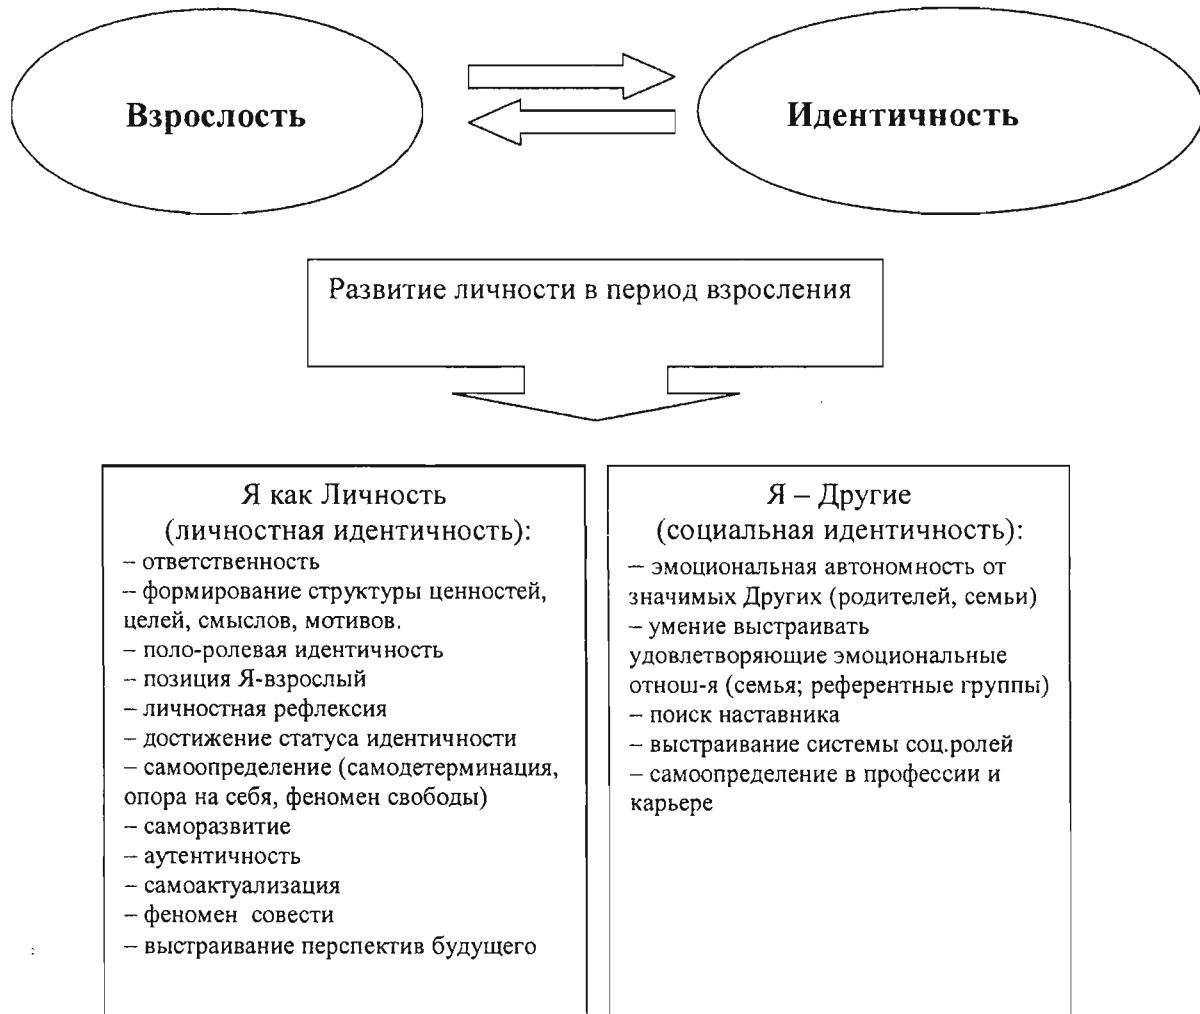 Взрослость
Идентичность
Развитие личности в период взросления
Я как Личность
(личностная идентичность):
– ответственность
– формирование структуры ценностей,
целей, смыслов, мотивов.
– поло-ролевая идентичность
– позиция Я-взрослый
– личностная рефлексия
– достижение статуса идентичности
– самоопределение (самодетерминация,
опора на себя, феномен свободы)
– саморазвитие
– аутентичность
– самоактуализация
– феномен совести
– выстраивание перспектив будущего
Я – Другие
(социальная идентичность):
– эмоциональная автономность от
значимых Других (родителей, семьи)
– умение выстраивать
удовлетворяющие эмоциональные
отнош-я (семья; референтные группы)
– поиск наставника
– выстраивание системы соц.ролей
– самоопределение в профессии и
карьере